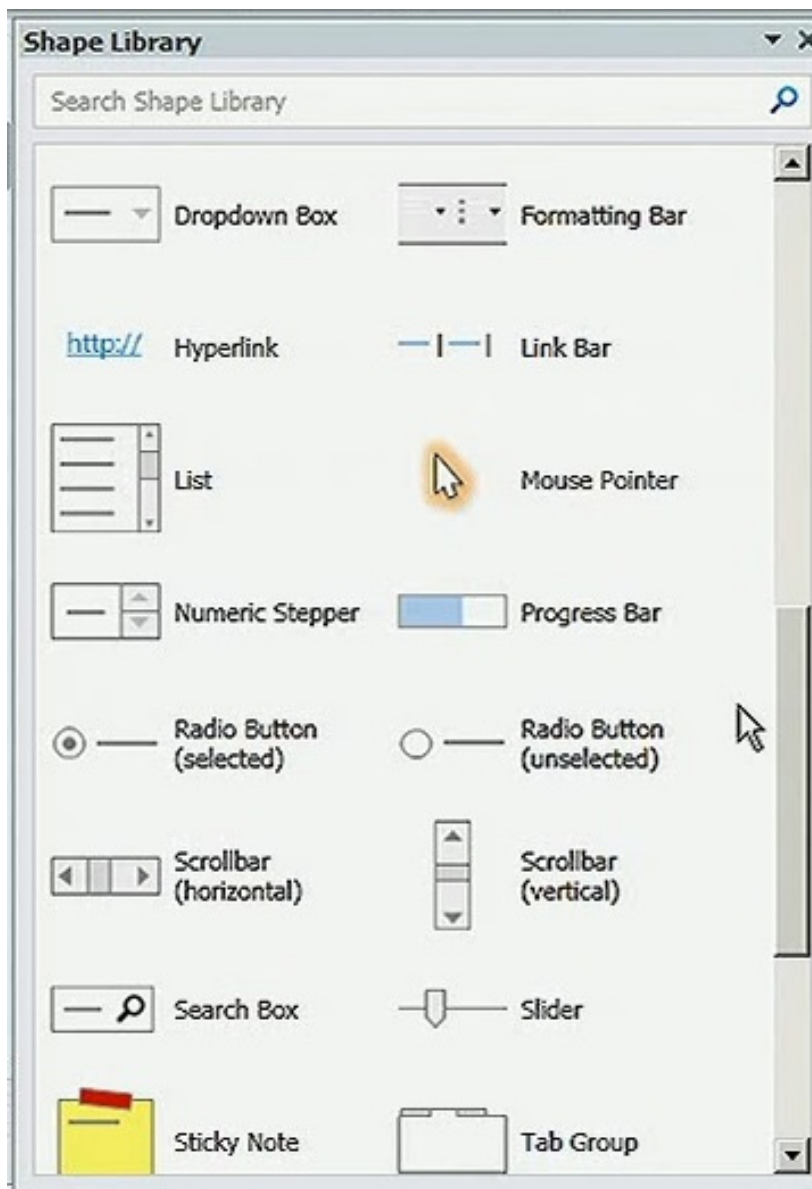 Shape Library
Search Shape Library
Dropdown Box
Formatting Bar
http://
Hyperlink
Link Bar
List
Mouse Pointer
Numeric Stepper
Progress Bar
Radio Button
(selected)
Radio Button
(unselected)
Scrollbar
(horizontal)
Scrollbar
(vertical)
Search Box
Slider
Sticky Note
Tab Group